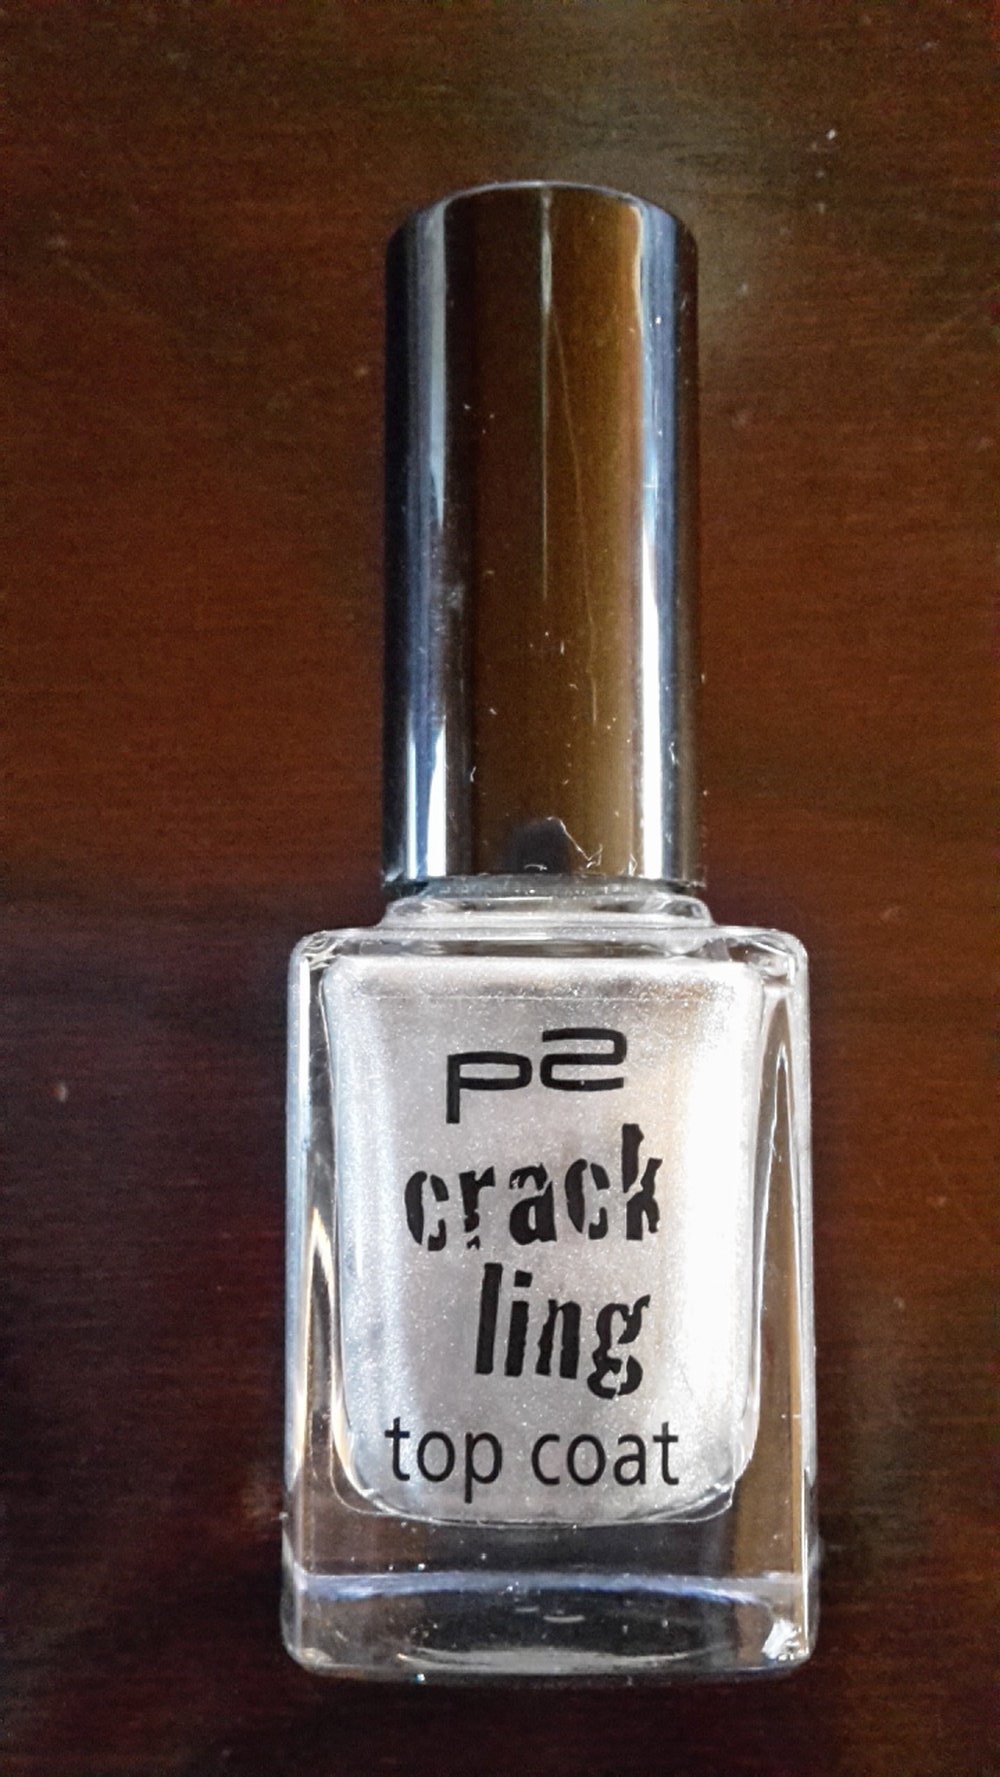 p2
crack
ling
top coat